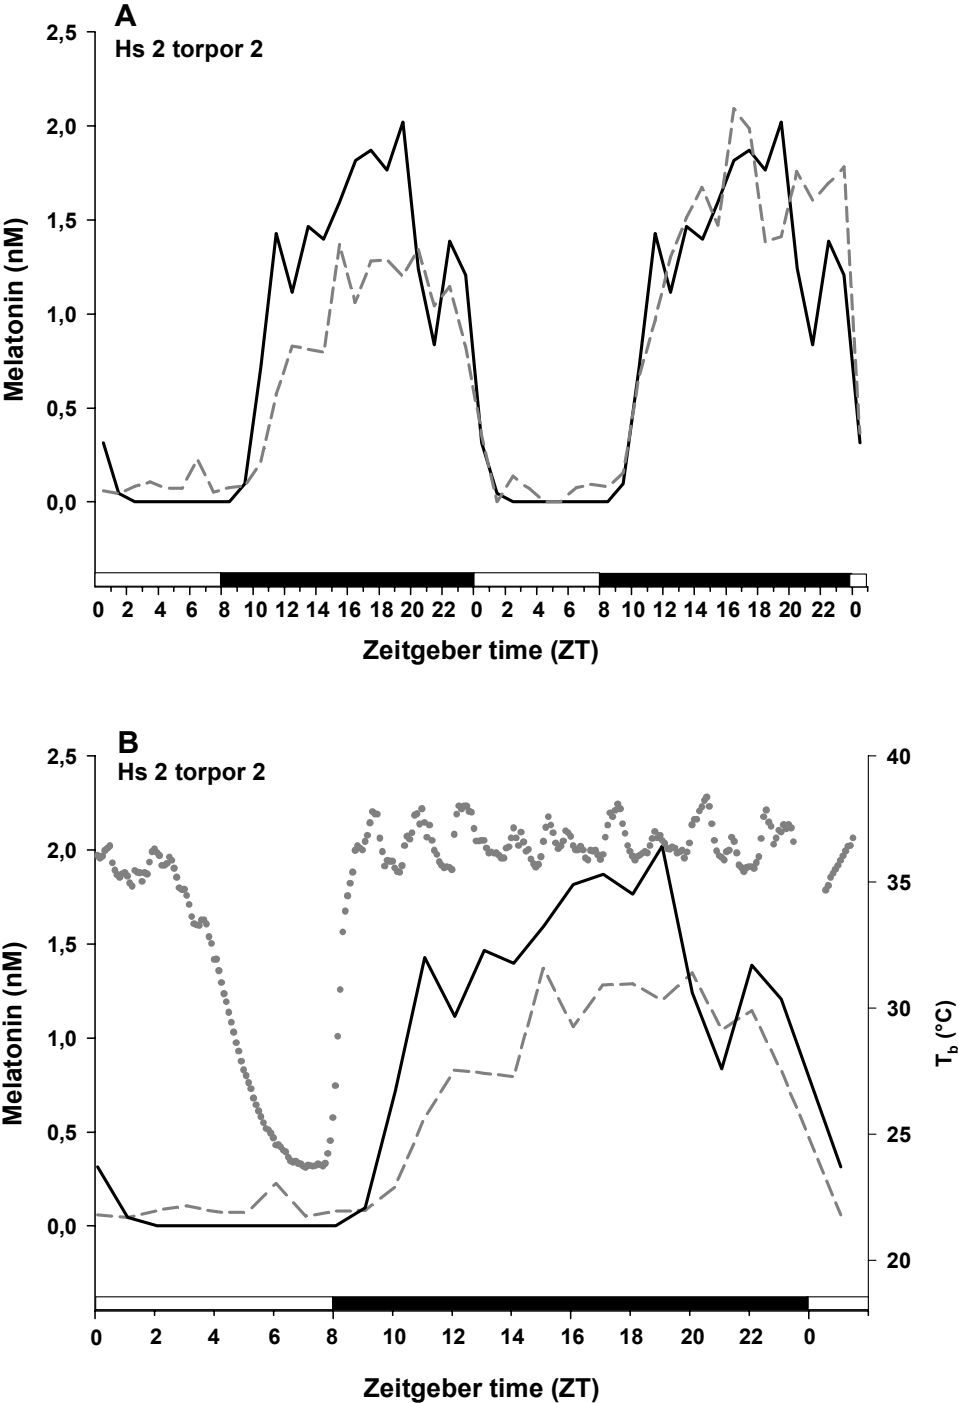 A
Hs 2 torpor 2
2,5
2,0
1,5
1,0
0,5
0,0
Melatonin (nM)
0 2 4 6 8 10 12 14 16 18 20 22 0 2 4 6 8 10 12 14 16 18 20 22 0
Zeitgeber time (ZT)
B
Hs 2 torpor 2
2,5
2,0
1,5
1,0
0,5
0,0
Melatonin (nM)
40
35
30
25
20
Tb (°C)
0 2 4 6 8 10 12 14 16 18 20 22 0
Zeitgeber time (ZT)